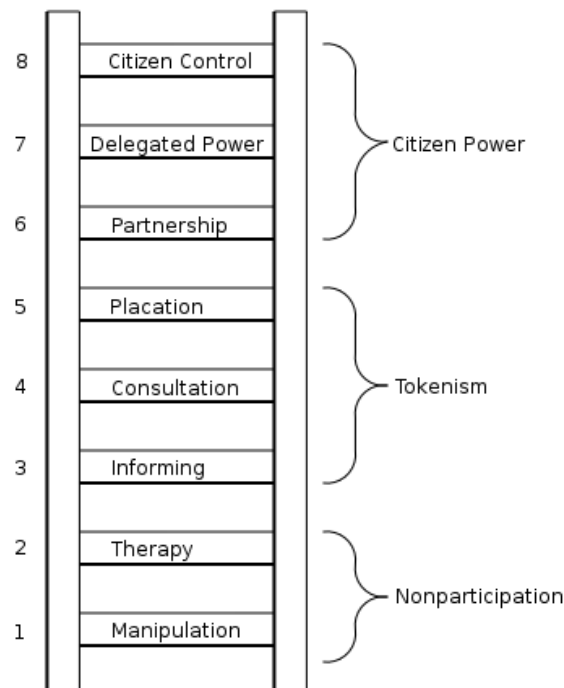 8 Citizen Control
7 Delegated Power Citizen Power
6 Partnership
5 Placation
4 Consultation Tokenism
3 Informing
2 Therapy
Nonparticipation
1 Manipulation